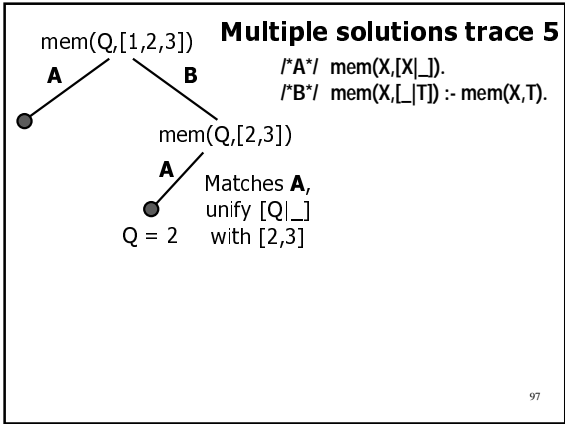 Multiple solutions trace 5
mem(Q,[1,2,3])
/*A*/ mem(X,[X|_]).
/*B*/ mem(X,[_|T]) :- mem(X,T).
A
B
mem(Q,[2,3])
A
Matches A,
unify [Q|_]
with [2,3]
Q = 2
97